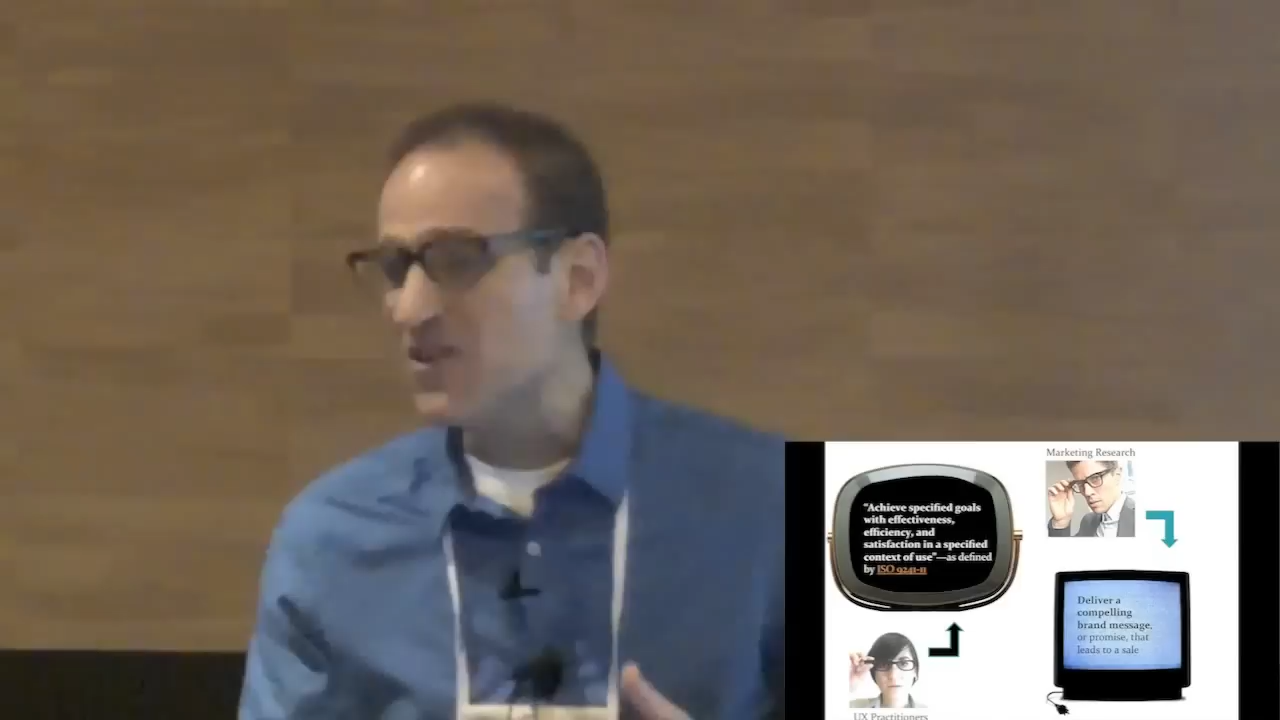 Marketing Research
"Achieve specified goals
with effectiveness,
efficiency, and
satisfaction in a specified
context of use"—as defined
by ISO 9241-11
Deliver a
compelling
brand message,
or promise, that
leads to a sale
UX Practitioners